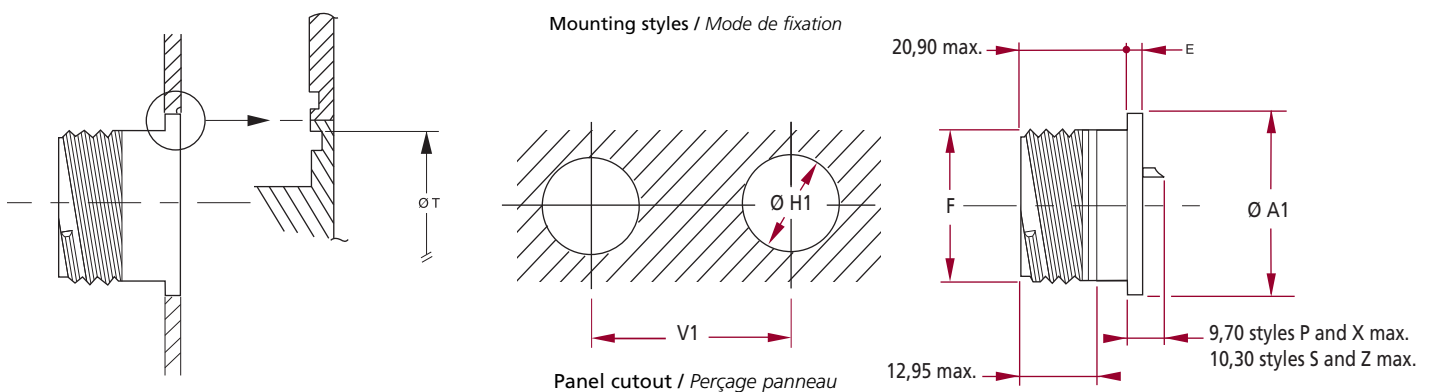 Mounting styles / Mode de fixation
20,90 max.
E
Ø T
Ø H1
F
Ø A1
V1
9,70 styles P and X max.
10,30 styles S and Z max.
12,95 max.
Panel cutout / Perçage panneau